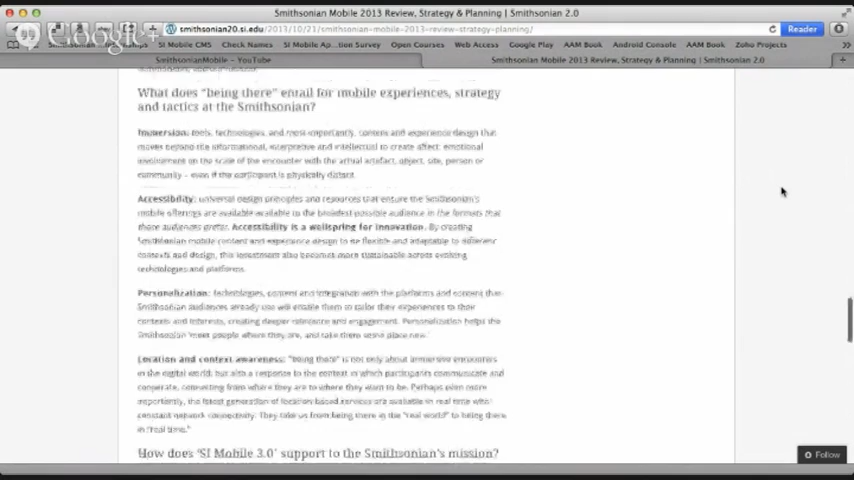 Smithsonian Mobile 2013 Review, Strategy & Planning | Smithsonian 2.0
smithsonian20.si.edu/2013/10/21/smithsonian-mobile-2013-review-strategy-planning/
Reader
Google+
SI Mobile CMS Check Names SI Mobile Ap...tion Survey Open Courses Web Access Google Play AAM Book Android Console AAM Book Zoho Projects
SmithsonianMobile - YouTube
Smithsonian Mobile 2013 Review, Strategy & Planning | Smithsonian 2.0
What does "being there" entail for mobile experiences, strategy
and tactics at the Smithsonian?
Immersion: tools, technologies, and most importantly, content and experience design that
moves beyond the informational, interpretive and intellectual to create affect: emotional
involvement on the scale of the encounter with the actual artefact, object, site, person or
community – even if the participant is physically distant.
Accessibility: universal design principles and resources that ensure the Smithsonian's
mobile offerings are available available to the broadest possible audience in the formats that
those audiences prefer. Accessibility is a wellspring for innovation. By creating
Smithsonian mobile content and experience design to be flexible and adaptable to different
contexts and design, this investment also becomes more sustainable across evolving
technologies and platforms.
Personalization: technologies, content and integration with the platforms and content that
Smithsonian audiences already use will enable them to tailor their experiences to their
contexts and interests, creating deeper relevance and engagement. Personalization helps the
Smithsonian 'meet people where they are, and take them some place new.'
Location and context awareness: "being there" is not only about immersive encounters
in the digital world, but also a response to the context in which participants communicate and
cooperate, connecting from where they are to where they want to be. Perhaps even more
importantly, the latest generation of location-based services are available in real time with
constant network connectivity. They take us from being there in the "real world" to being there
in "real time."
How does 'SI Mobile 3.0' support to the Smithsonian's mission?
Follow